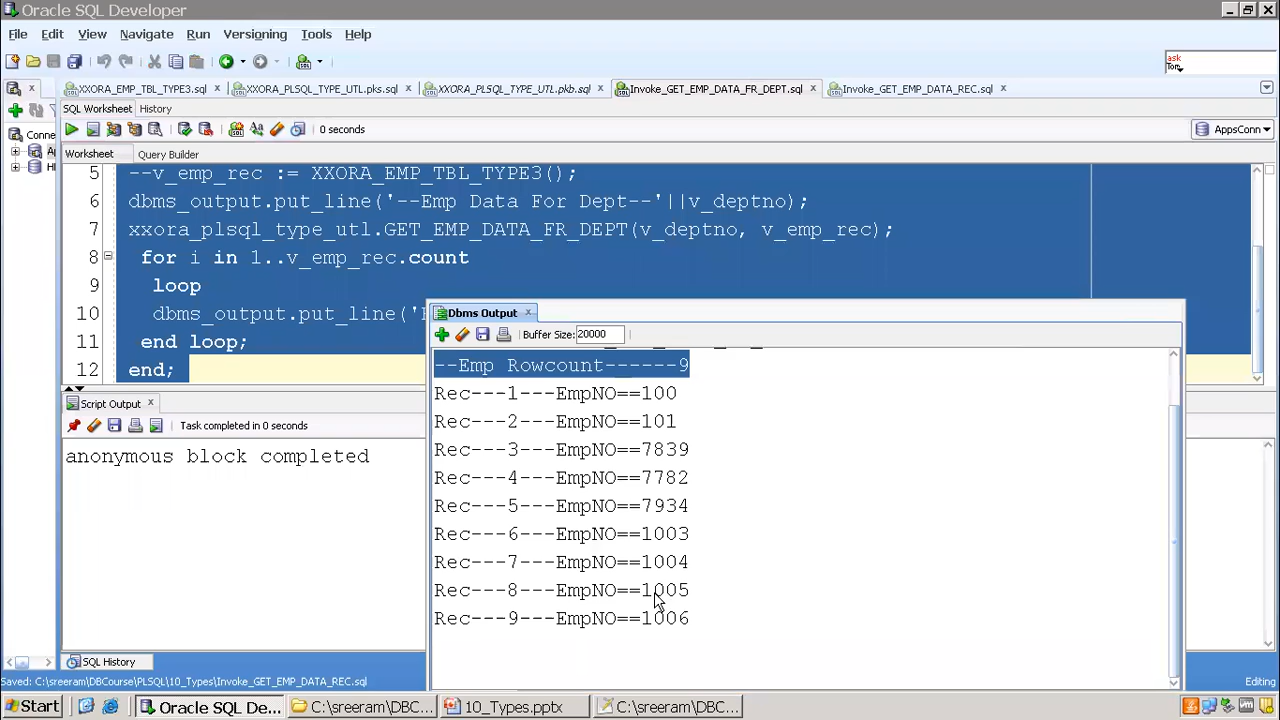 Oracle SQL Developer
File Edit View Navigate Run Versioning Tools Help
ask
Tom
XXORA_EMP_TBL_TYPE3.sql XXORA_PLSQL_TYPE_UTL.pks.sql XXORA_PLSQL_TYPE_UTL.pkb.sql Invoke_GET_EMP_DATA_FR_DEPT.sql Invoke_GET_EMP_DATA_REC.sql
SQL Worksheet History
Conne
0 seconds
AppsConn
Worksheet Query Builder
5 --v_emp_rec := XXORA_EMP_TBL_TYPE3();
6 dbms_output.put_line('--Emp Data For Dept--'||v_deptno);
7 xxora_plsql_type_utl.GET_EMP_DATA_FR_DEPT(v_deptno, v_emp_rec);
8 for i in 1..v_emp_rec.count
9 loop
10 dbms_output.put_line('
11 end loop;
12 end;
Dbms Output
Buffer Size: 20000
--Emp Rowcount------9
Rec---1---EmpNO==100
Rec---2---EmpNO==101
Rec---3---EmpNO==7839
Rec---4---EmpNO==7782
Rec---5---EmpNO==7934
Rec---6---EmpNO==1003
Rec---7---EmpNO==1004
Rec---8---EmpNO==1005
Rec---9---EmpNO==1006
Script Output
Task completed in 0 seconds
anonymous block completed
SQL History
Saved: C:\sreeram\DBCourse\PLSQL\10_Types\Invoke_GET_EMP_DATA_REC.sql
Editing
Start Oracle SQL De... C:\sreeram\DBC... 10_Types.pptx C:\sreeram\DBC...